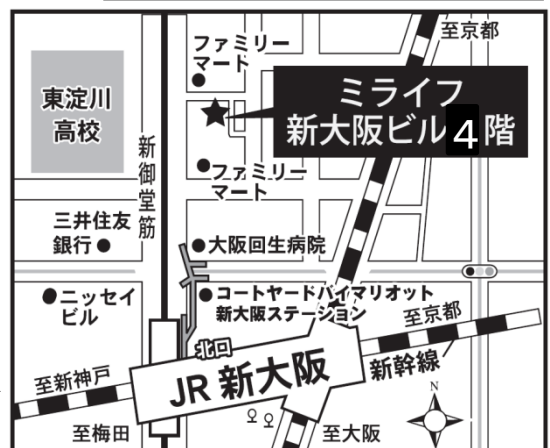 至京都
ファミリー
マート
ミライフ
新大阪ビル4階
東淀川
高校
新御堂筋
ファミリー
マート
三井住友
銀行
大阪回生病院
ニッセイ
ビル
コートヤードバイマリオット
新大阪ステーション
至京都
北口
JR 新大阪
新幹線
至新神戸
至梅田
至大阪
N